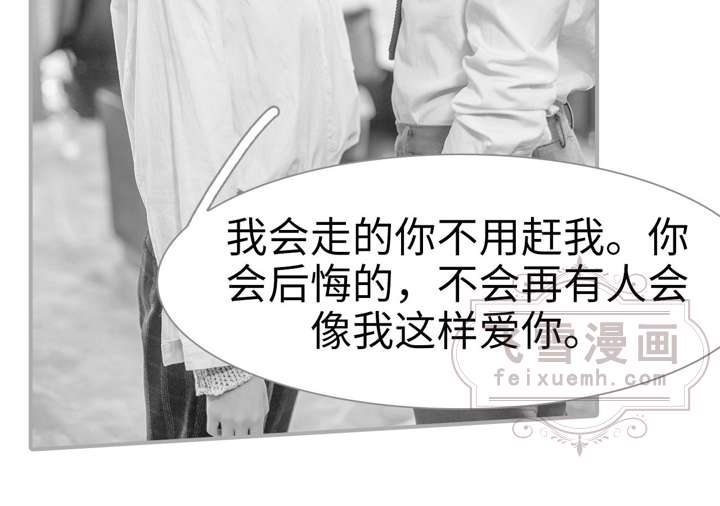 我会走的你不用赶我。你
会后悔的，不会再有人会
像我这样爱你。
飞雪漫画
feixuemh.com